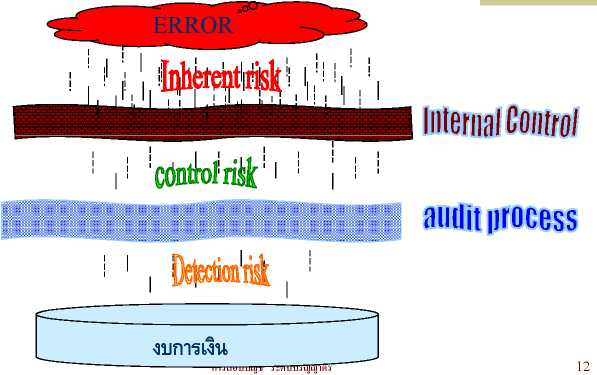 ERROR
Inherent risk
Internal Control
control risk
audit process
Detection risk
งบการเงิน
12